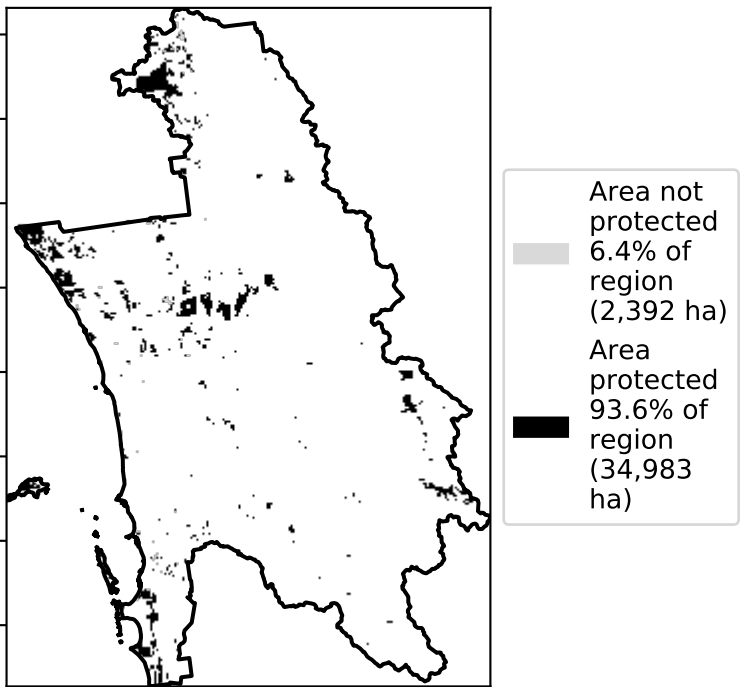 Area not
protected
6.4% of
region
(2,392 ha)
Area
protected
93.6% of
region
(34,983
ha)